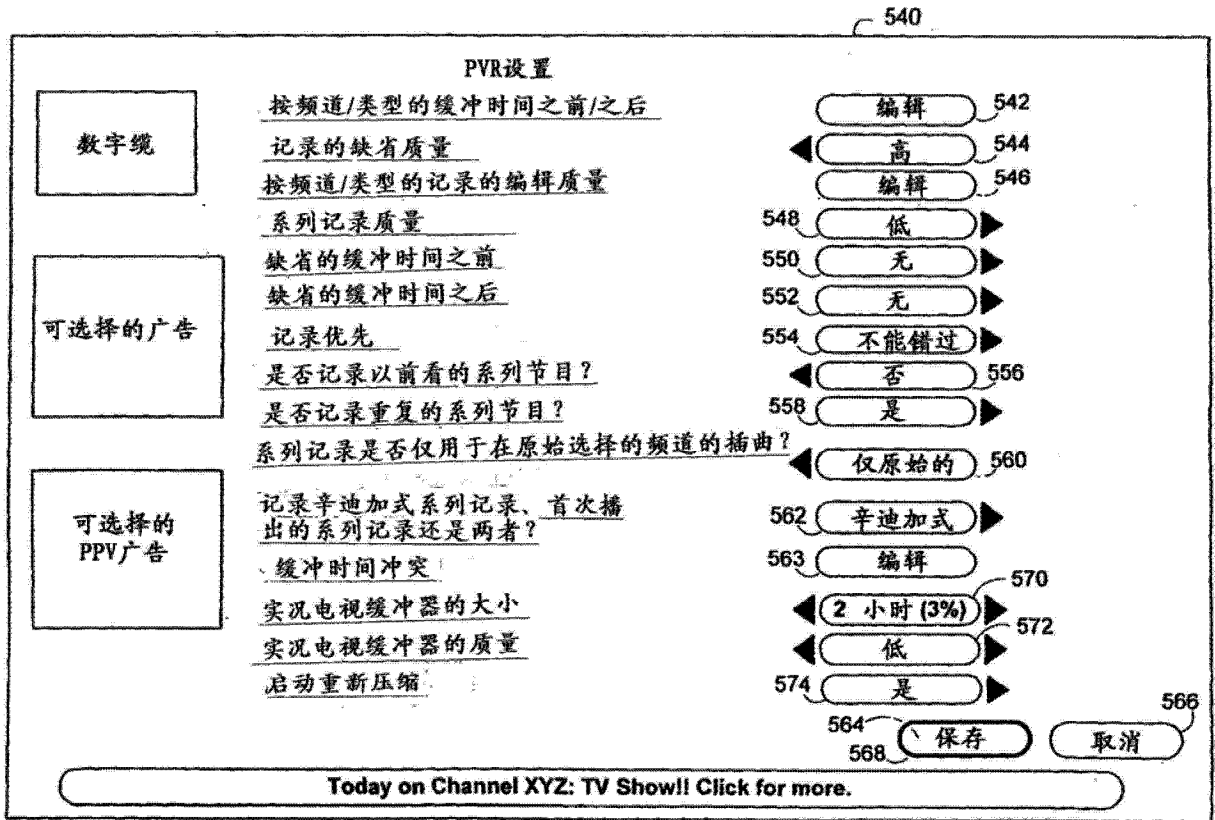 540
PVR设置
数字缆
按频道/类型的缓冲时间之前/之后
编辑
542
记录的缺省质量
高
544
按频道/类型的记录的编辑质量
编辑
546
系列记录质量
548
低
可选择的广告
缺省的缓冲时间之前
550
无
缺省的缓冲时间之后
552
无
记录优先
554
不能错过
是否记录以前看的系列节目?
否
556
是否记录重复的系列节目?
558
是
系列记录是否仅用于在原始选择的频道的插曲?
仅原始的
560
可选择的
PPV广告
记录辛迪加式系列记录、首次播
出的系列记录还是两者?
562
辛迪加式
缓冲时间冲突
563
编辑
实况电视缓冲器的大小
2 小时 (3%)
570
实况电视缓冲器的质量
低
572
启动重新压缩
574
是
564
568
保存
取消
566
Today on Channel XYZ: TV Show!! Click for more.